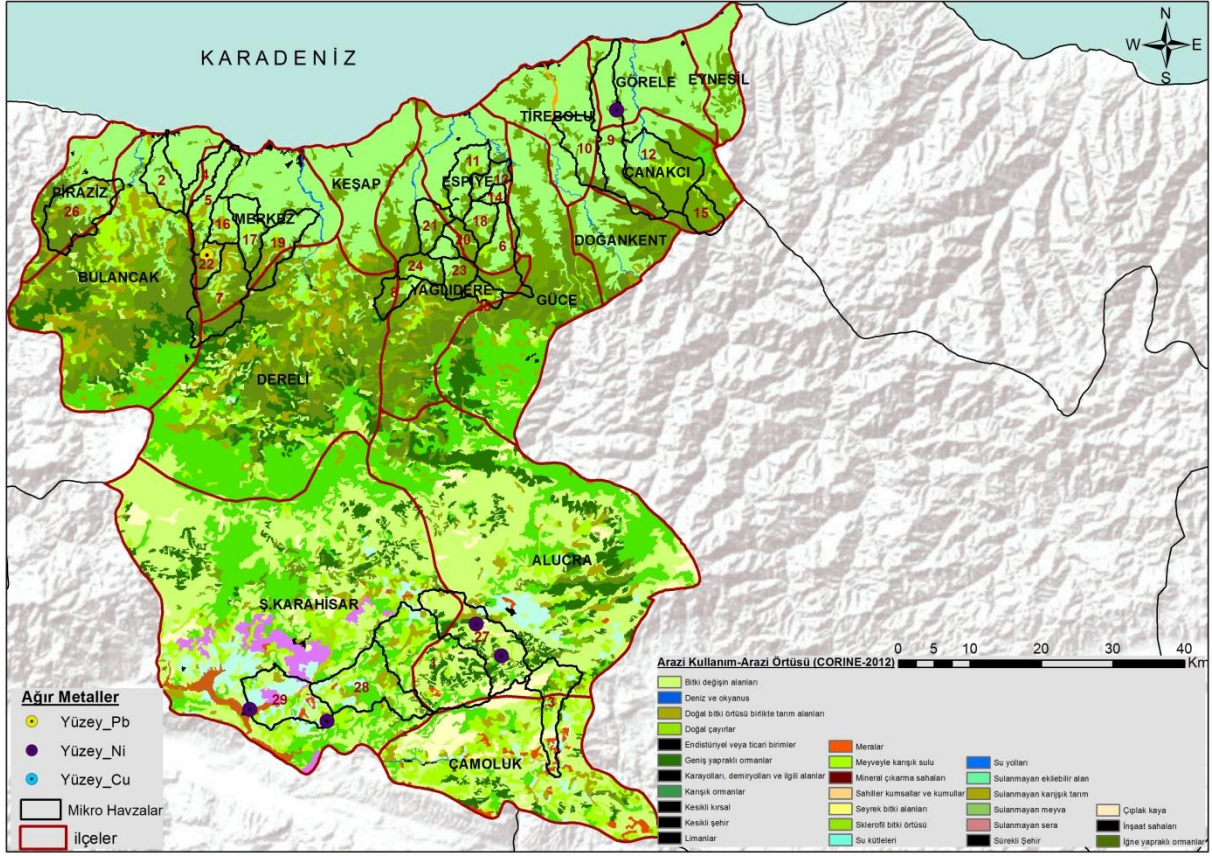 KARADENİZ
N
W E
S
GÖRELE
EYNESİL
TİREBOLU
10
9
12
ÇANAKCI
15
11
ESPİYE
13
14
KEŞAP
2
4
PİRAZİZ
26
5
MERKEZ
16
17
19
21
18
20
6
DOĞANKENT
BULANCAK
22
7
24
23
8
YAĞLIDERE
25
GÜCE
DERELİ
ALUCRA
Ş.KARAHİSAR
27
1
28
29
3
ÇAMOLUK
Ağır Metaller
Yüzey_Pb
Yüzey_Ni
Yüzey_Cu
Mikro Havzalar
ilçeler
Arazi Kullanım-Arazi Örtüsü (CORINE-2012)
0 5 10 20 30 40
Km
Bitki değişin alanları
Deniz ve okyanus
Doğal bitki örtüsü birlikte tarım alanları
Doğal çayırlar
Endistüriyel veya ticari birimler
Geniş yapraklı ormanlar
Karayolları, demiryolları ve ilgili alanlar
Karışık ormanlar
Kesikli kırsal
Kesikli şehir
Limanlar
Meralar
Meyveyle karışık sulu
Mineral çıkarma sahaları
Sahiller kumsallar ve kumullar
Seyrek bitki alanları
Sklerofil bitki örtüsü
Su kütleleri
Su yolları
Sulanmayan ekilebilir alan
Sulanmayan karışık tarım
Sulanmayan meyva
Sulanmayan sera
Sürekli Şehir
Çıplak kaya
İnşaat sahaları
İğne yapraklı ormanlar